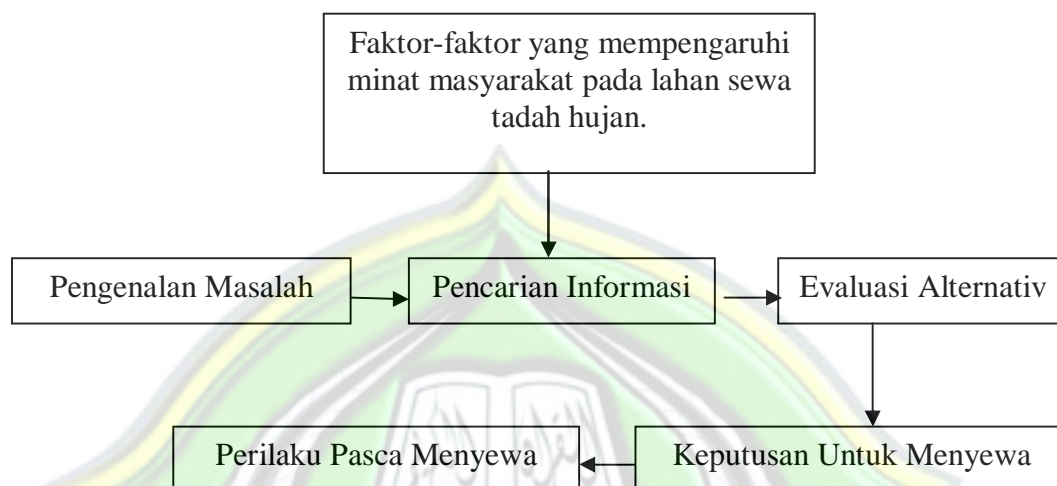 Faktor-faktor yang mempengaruhi
minat masyarakat pada lahan sewa
tadah hujan.
Pengenalan Masalah
Pencarian Informasi
Evaluasi Alternativ
Keputusan Untuk Menyewa
Perilaku Pasca Menyewa